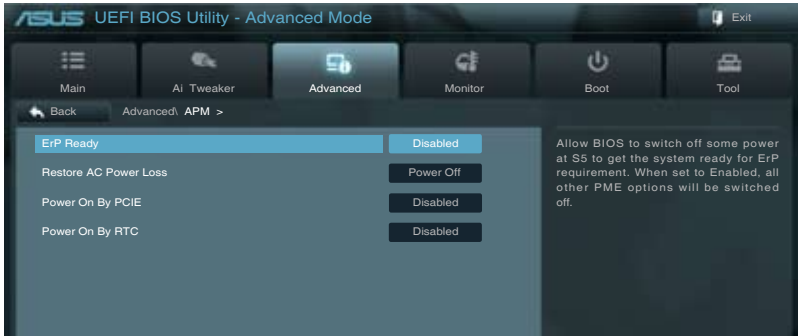 ASUS UEFI BIOS Utility - Advanced Mode
Exit
Main
Ai Tweaker
Advanced
Monitor
Boot
Tool
Back
Advanced\ APM >
ErP Ready
Disabled
Restore AC Power Loss
Power Off
Power On By PCIE
Disabled
Power On By RTC
Disabled
Allow BIOS to switch off some power
at S5 to get the system ready for ErP
requirement. When set to Enabled, all
other PME options will be switched
off.